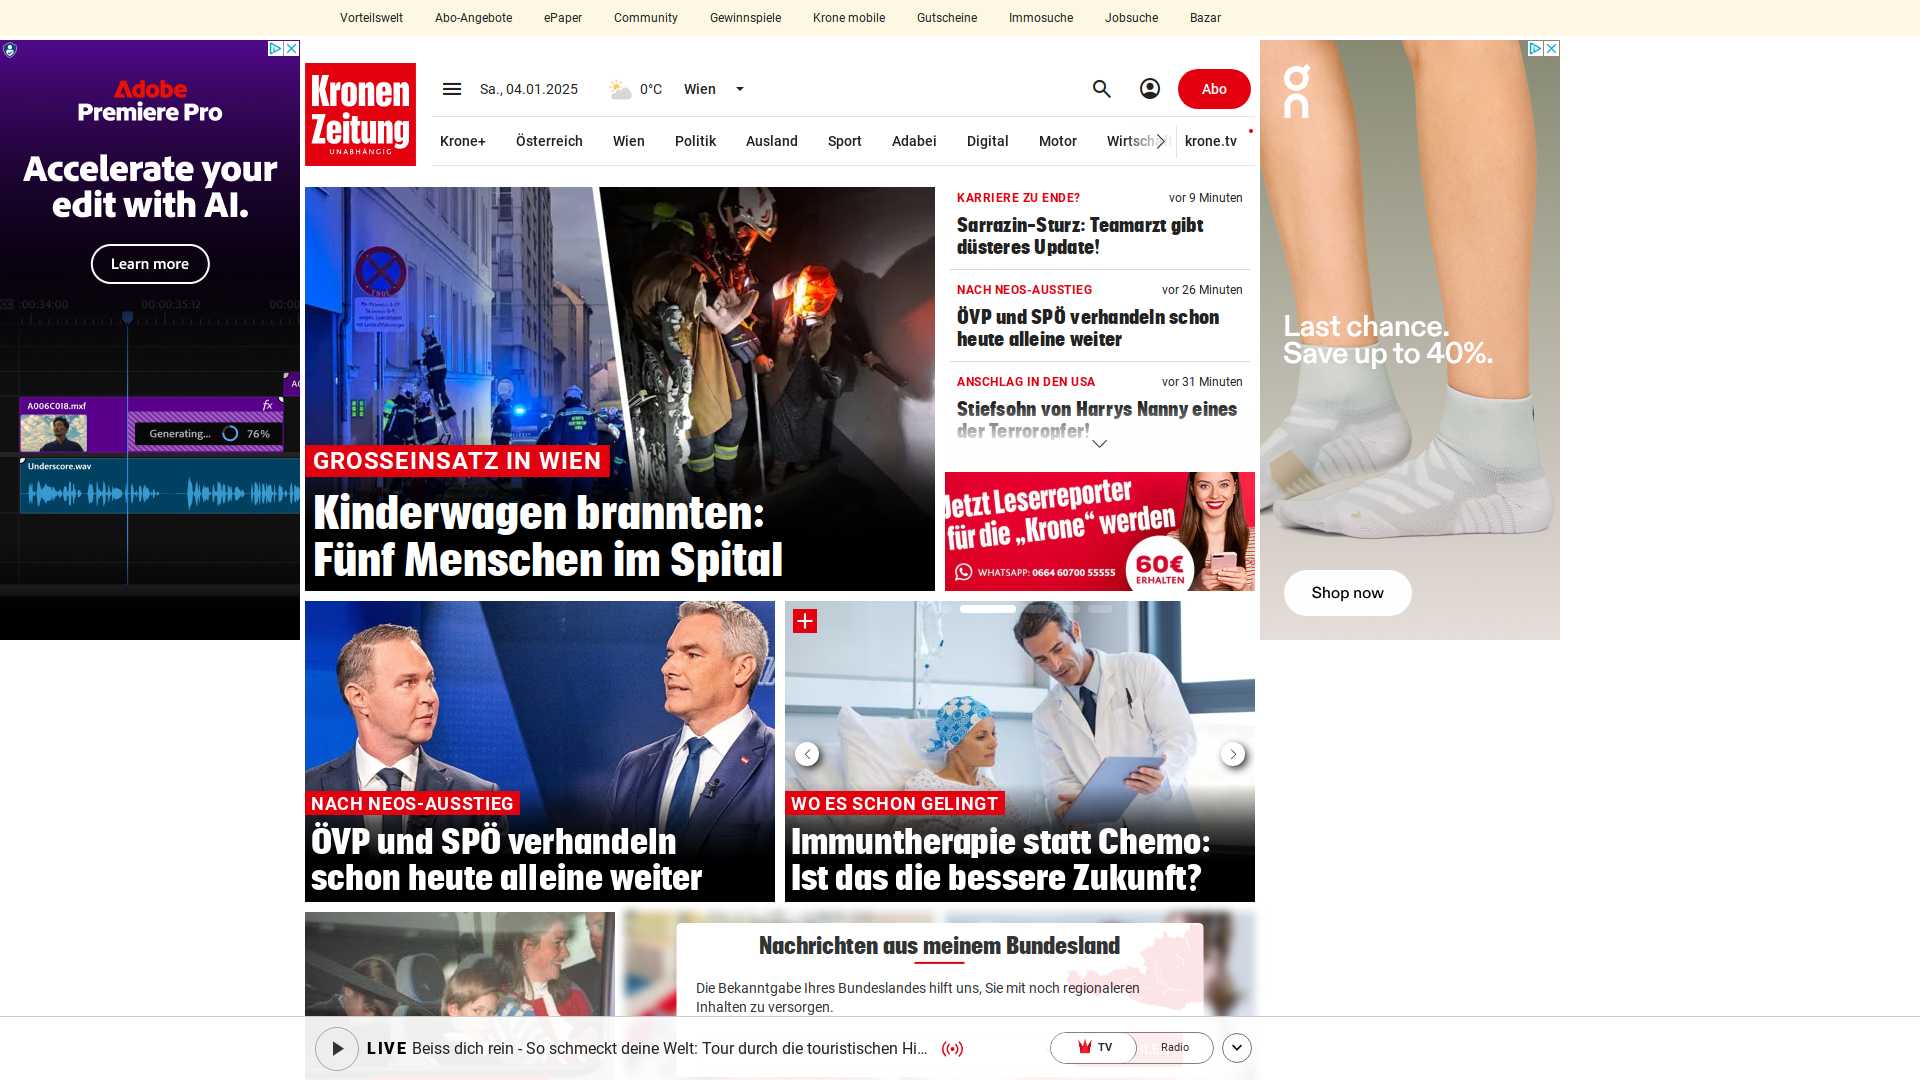 Vorteilswelt Abo-Angebote ePaper Community Gewinnspiele Krone mobile Gutscheine Immosuche Jobsuche Bazar
Adobe
Premiere Pro
Accelerate your
edit with AI.
Learn more
:00:34:00 00:00:35:12 00:00
A006C018.mxf fx
Generating... 76%
Underscore.wav
Kronen
Zeitung
UNABHÄNGIG
Sa., 04.01.2025 0°C Wien
Abo
Krone+ Österreich Wien Politik Ausland Sport Adabei Digital Motor Wirtschaft krone.tv
GROSSEINSATZ IN WIEN
Kinderwagen brannten:
Fünf Menschen im Spital
KARRIERE ZU ENDE? vor 9 Minuten
Sarrazin-Sturz: Teamarzt gibt
düsteres Update!
NACH NEOS-AUSSTIEG vor 26 Minuten
ÖVP und SPÖ verhandeln schon
heute alleine weiter
ANSCHLAG IN DEN USA vor 31 Minuten
Stiefsohn von Harrys Nanny eines
der Terroropfer!
Jetzt Leserreporter
für die „Krone“ werden
WHATSAPP: 0664 60700 55555
60€
ERHALTEN
on
Last chance.
Save up to 40%.
Shop now
NACH NEOS-AUSSTIEG
ÖVP und SPÖ verhandeln
schon heute alleine weiter
WO ES SCHON GELINGT
Immuntherapie statt Chemo:
Ist das die bessere Zukunft?
Nachrichten aus meinem Bundesland
Die Bekanntgabe Ihres Bundeslandes hilft uns, Sie mit noch regionaleren
Inhalten zu versorgen.
LIVE Beiss dich rein - So schmeckt deine Welt: Tour durch die touristischen Hi...
TV Radio